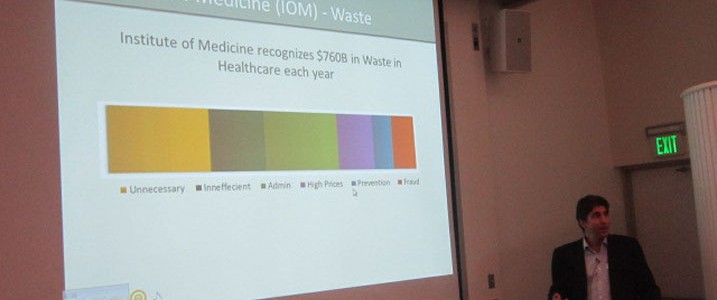 Medicine (IOM) - Waste
Institute of Medicine recognizes $760B in Waste in
Healthcare each year
Unnecessary Inneffecient Admin High Prices Prevention Fraud
EXIT